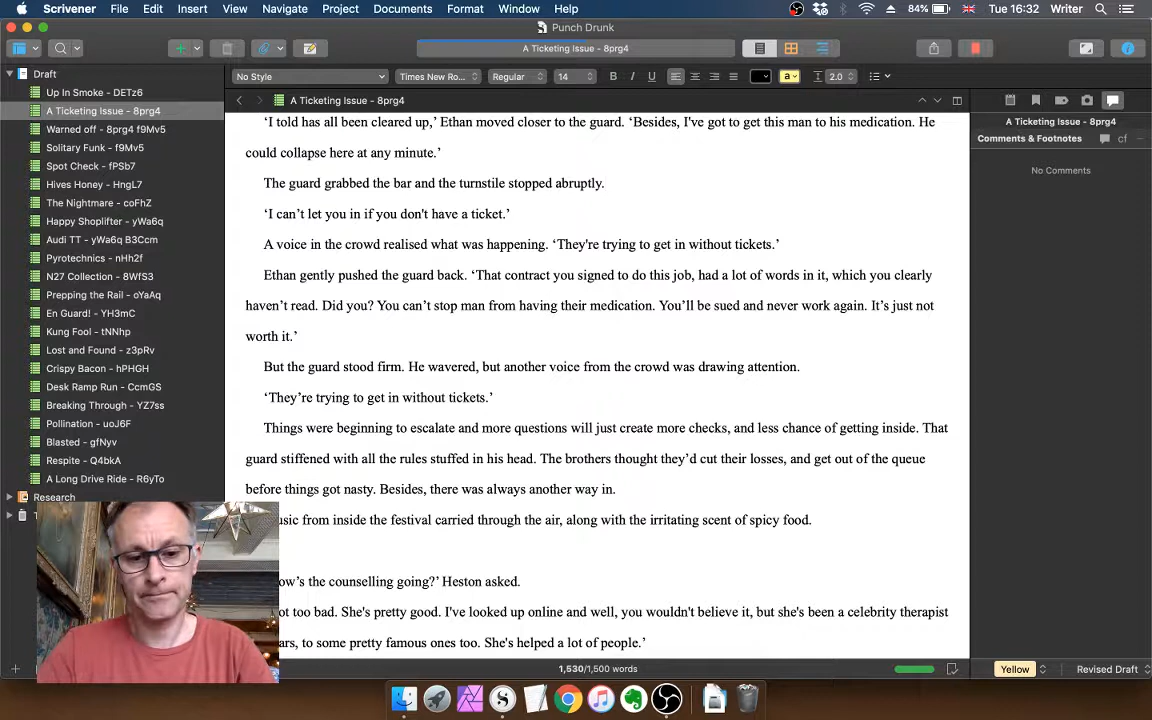 Scrivener File Edit Insert View Navigate Project Documents Format Window Help 84% Tue 16:32 Writer
Punch Drunk
A Ticketing Issue - 8prg4
Draft
Up In Smoke - DETz6
A Ticketing Issue - 8prg4
Warned off - 8prg4 f9Mv5
Solitary Funk - f9Mv5
Spot Check - fPSb7
Hives Honey - HngL7
The Nightmare - coFhZ
Happy Shoplifter - yWa6q
Audi TT - yWa6q B3Ccm
Pyrotechnics - nHh2f
N27 Collection - 8WfS3
Prepping the Rail - oYaAq
En Guard! - YH3mC
Kung Fool - tNNhp
Lost and Found - z3pRv
Crispy Bacon - hPHGH
Desk Ramp Run - CcmGS
Breaking Through - YZ7ss
Pollination - uoJ6F
Blasted - gfNyv
Respite - Q4bkA
A Long Drive Ride - R6yTo
Research
T
No Style Times New Ro... Regular 14 B I U a 2.0
A Ticketing Issue - 8prg4
‘I told has all been cleared up,’ Ethan moved closer to the guard. ‘Besides, I've got to get this man to his medication. He
could collapse here at any minute.’
The guard grabbed the bar and the turnstile stopped abruptly.
‘I can’t let you in if you don't have a ticket.’
A voice in the crowd realised what was happening. ‘They're trying to get in without tickets.’
Ethan gently pushed the guard back. ‘That contract you signed to do this job, had a lot of words in it, which you clearly
haven’t read. Did you? You can’t stop man from having their medication. You’ll be sued and never work again. It’s just not
worth it.’
But the guard stood firm. He wavered, but another voice from the crowd was drawing attention.
‘They’re trying to get in without tickets.’
Things were beginning to escalate and more questions will just create more checks, and less chance of getting inside. That
guard stiffened with all the rules stuffed in his head. The brothers thought they’d cut their losses, and get out of the queue
before things got nasty. Besides, there was always another way in.
usic from inside the festival carried through the air, along with the irritating scent of spicy food.
ow’s the counselling going?’ Heston asked.
ot too bad. She's pretty good. I've looked up online and well, you wouldn't believe it, but she's been a celebrity therapist
ars, to some pretty famous ones too. She's helped a lot of people.’
1,530/1,500 words
A Ticketing Issue - 8prg4
Comments & Footnotes cf
No Comments
Yellow Revised Draft